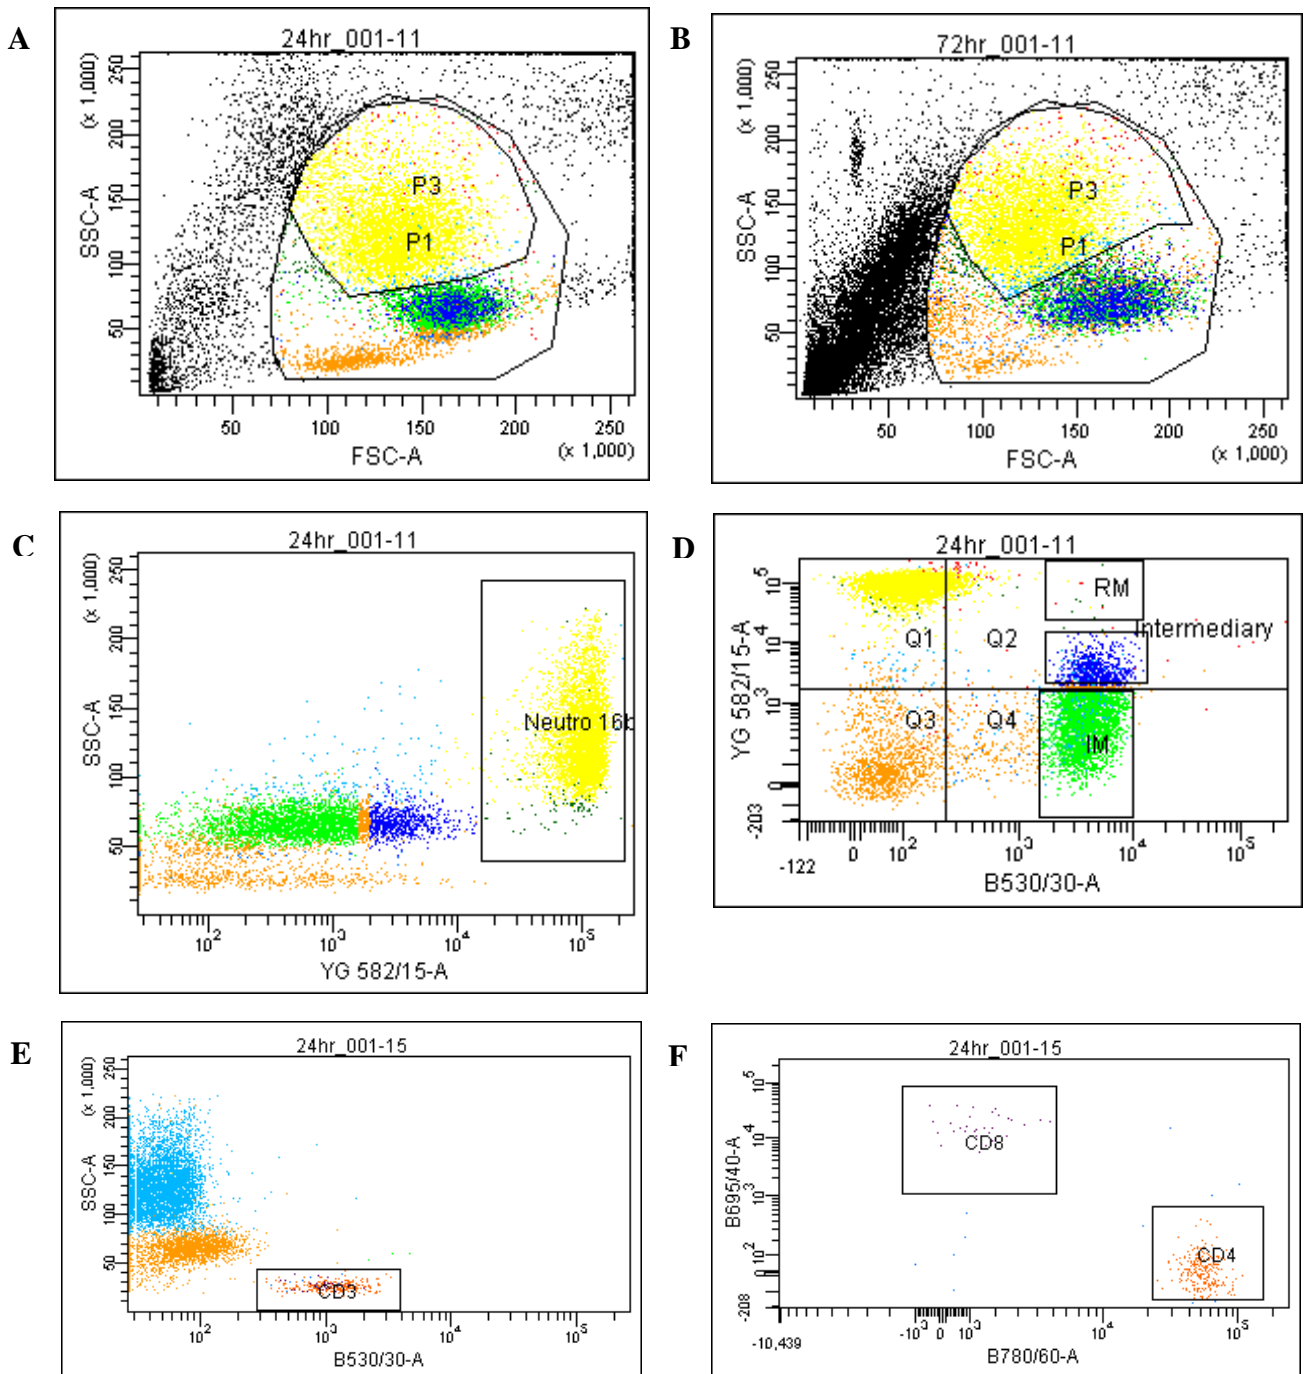 A
24hr_001-11
SSC-A
(x 1,000)
250
200
150
100
50
P3
P1
50 100 150 200 250
FSC-A
(x 1,000)
B
72hr_001-11
SSC-A
(x 1,000)
250
200
150
100
50
P3
P1
50 100 150 200 250
FSC-A
(x 1,000)
C
24hr_001-11
SSC-A
(x 1,000)
250
200
150
100
50
Neutro 16b
10² 10³ 10⁴ 10⁵
YG 582/15-A
D
24hr_001-11
YG 582/15-A
10⁵
10⁴
10³
0
-203
RM
Intermediary
Q1 Q2
Q3 Q4
IM
-122
0 10² 10³ 10⁴ 10⁵
B530/30-A
E
24hr_001-15
SSC-A
(x 1,000)
250
200
150
100
50
CD3
10² 10³ 10⁴ 10⁵
B530/30-A
F
24hr_001-15
B695/40-A
10⁵
10⁴
10³
10²
0
-208
CD8
CD4
-10,439
-10³ 0 10³ 10⁴ 10⁵
B780/60-A